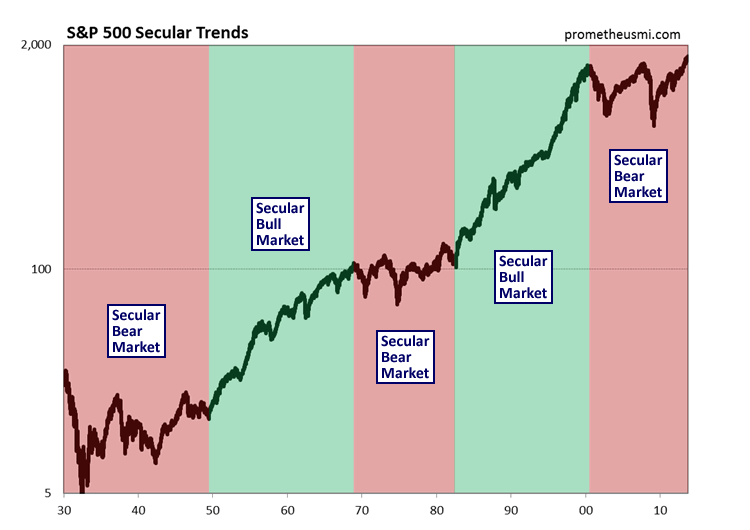 S&P 500 Secular Trends
prometheusmi.com
2,000
Secular
Bear
Market
Secular
Bull
Market
Secular
Bull
Market
100
Secular
Bear
Market
Secular
Bear
Market
5
30 40 50 60 70 80 90 00 10